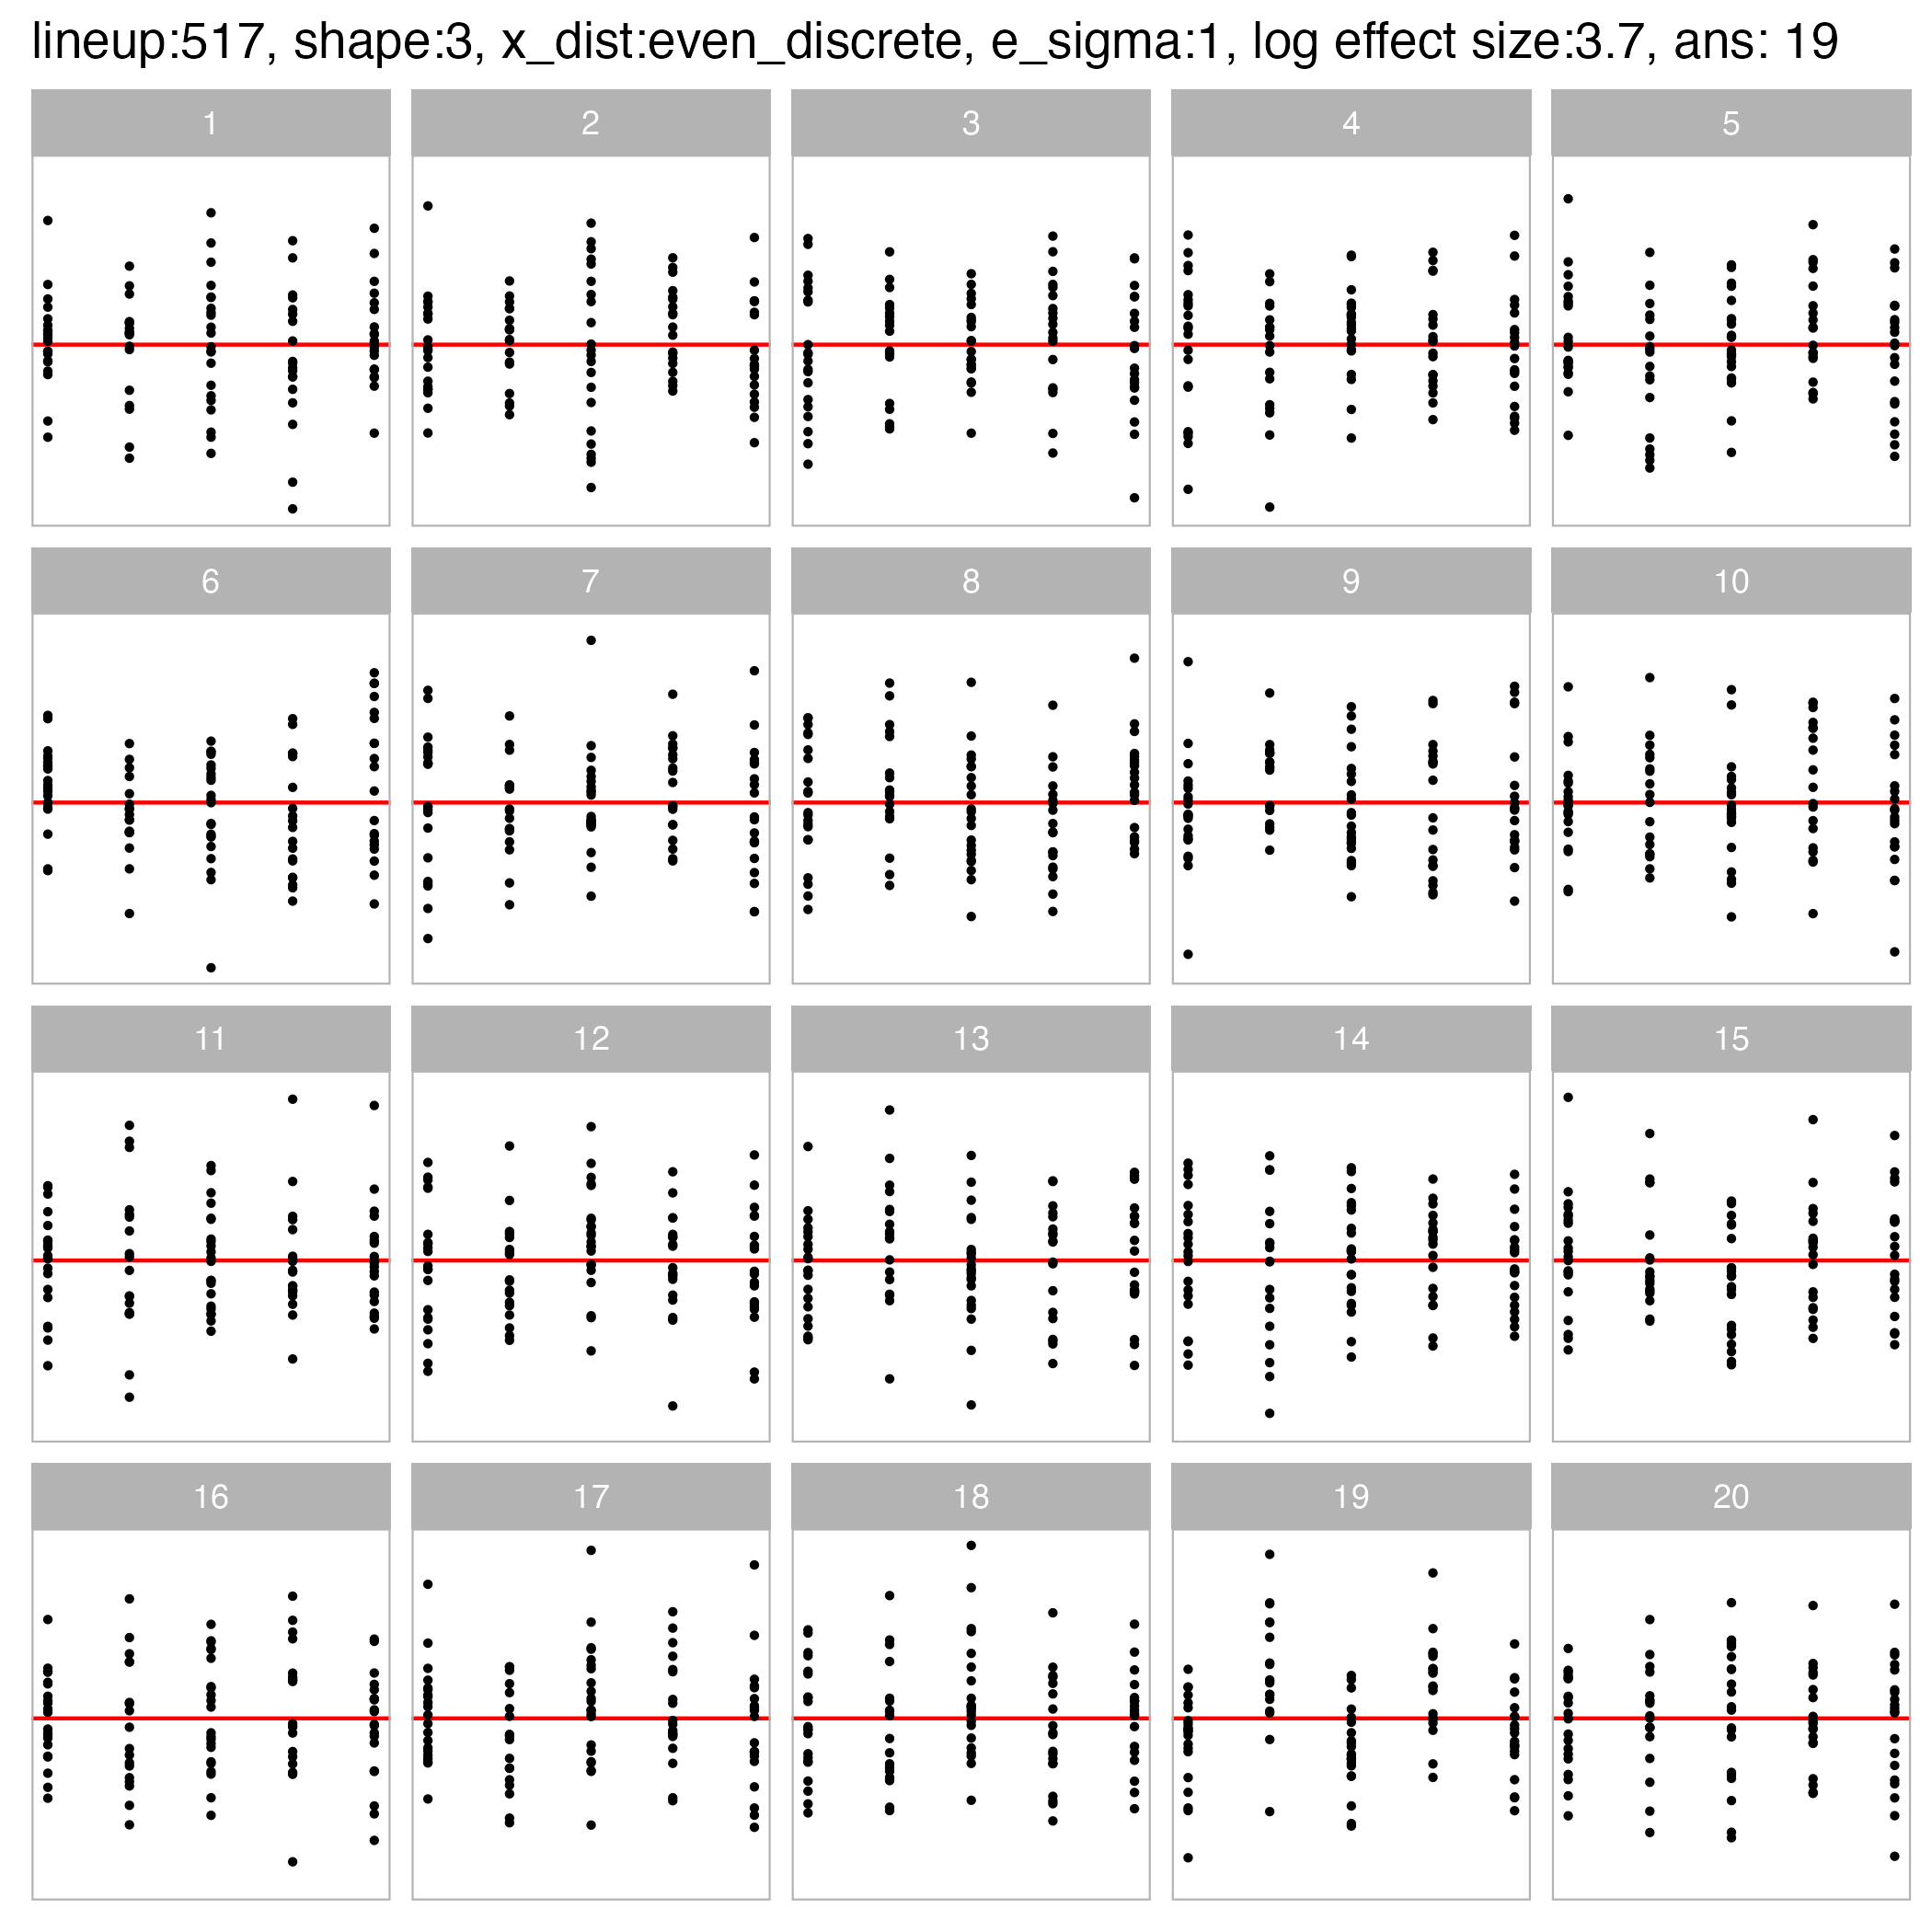 lineup:517, shape:3, x_dist:even_discrete, e_sigma:1, log effect size:3.7, ans: 19
1 2 3 4 5
6 7 8 9 10
11 12 13 14 15
16 17 18 19 20